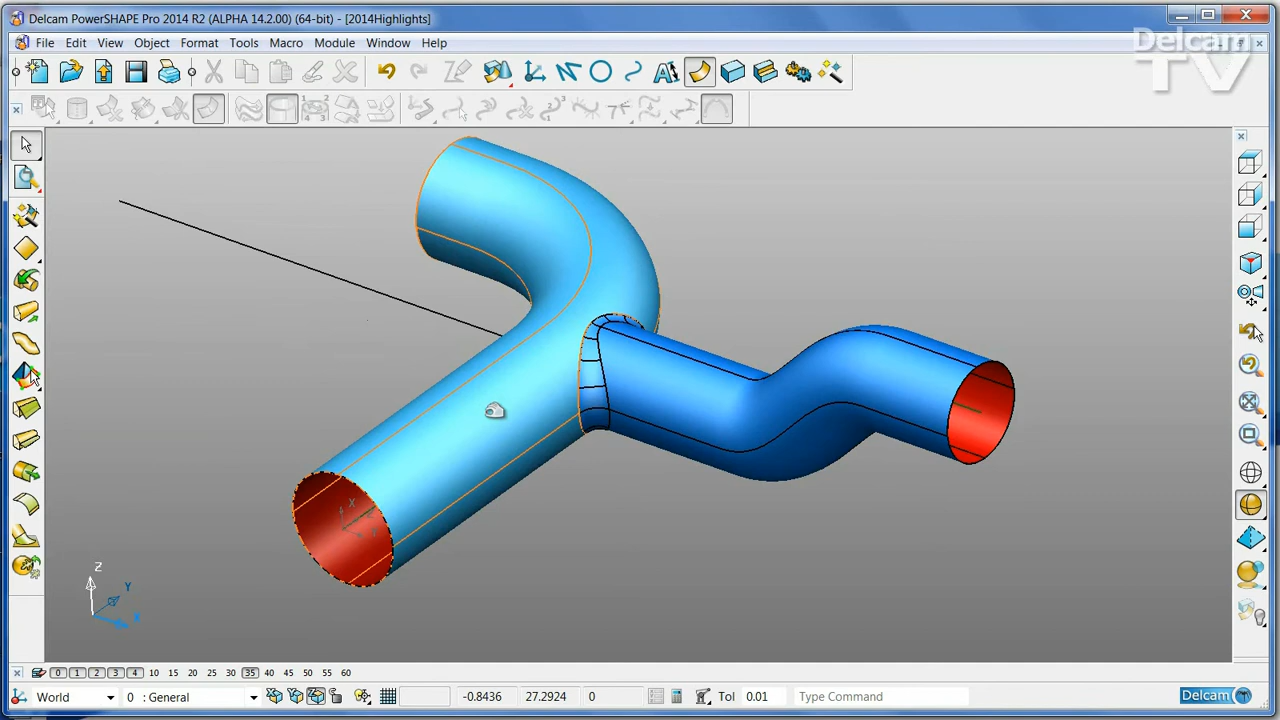 Delcam PowerSHAPE Pro 2014 R2 (ALPHA 14.2.00) (64-bit) - [2014Highlights]
File Edit View Object Format Tools Macro Module Window Help
Delcam
TV
X
Z
Y
X
0 1 2 3 4 10 15 20 25 30 35 40 45 50 55 60
World 0 : General -0.8436 27.2924 0 Tol 0.01 Type Command Delcam